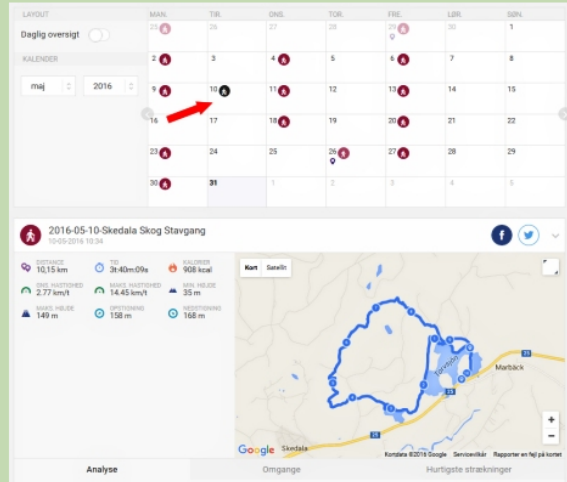 LAYOUT
Daglig oversigt
KALENDER
maj 2016
MAN. TIR. ONS. TOR. FRE. LØR. SØN.
25 26 27 28 29 30 1
2 3 4 5 6 7 8
9 10 11 12 13 14 15
16 17 18 19 20 21 22
23 24 25 26 27 28 29
30 31 1 2 3 4 5
2016-05-10-Skedala Skog Stavgang
10-05-2016 10:34
DISTANCE TID KALORIER
10,15 km 3t:40m:09s 908 kcal
GNS. HASTIGHED MAKS. HASTIGHED MIN. HØJDE
2.77 km/t 14.45 km/t 35 m
MAKS. HØJDE OPSTIGNING NEDSTIGNING
149 m 158 m 168 m
Kort Satellit
Torvsjön
Marbäck
25
25
25
Skedala
+
−
Google
Kortdata ©2016 Google Servicevilkår Rapporter en fejl på kortet
Analyse Omgange Hurtigste strækninger